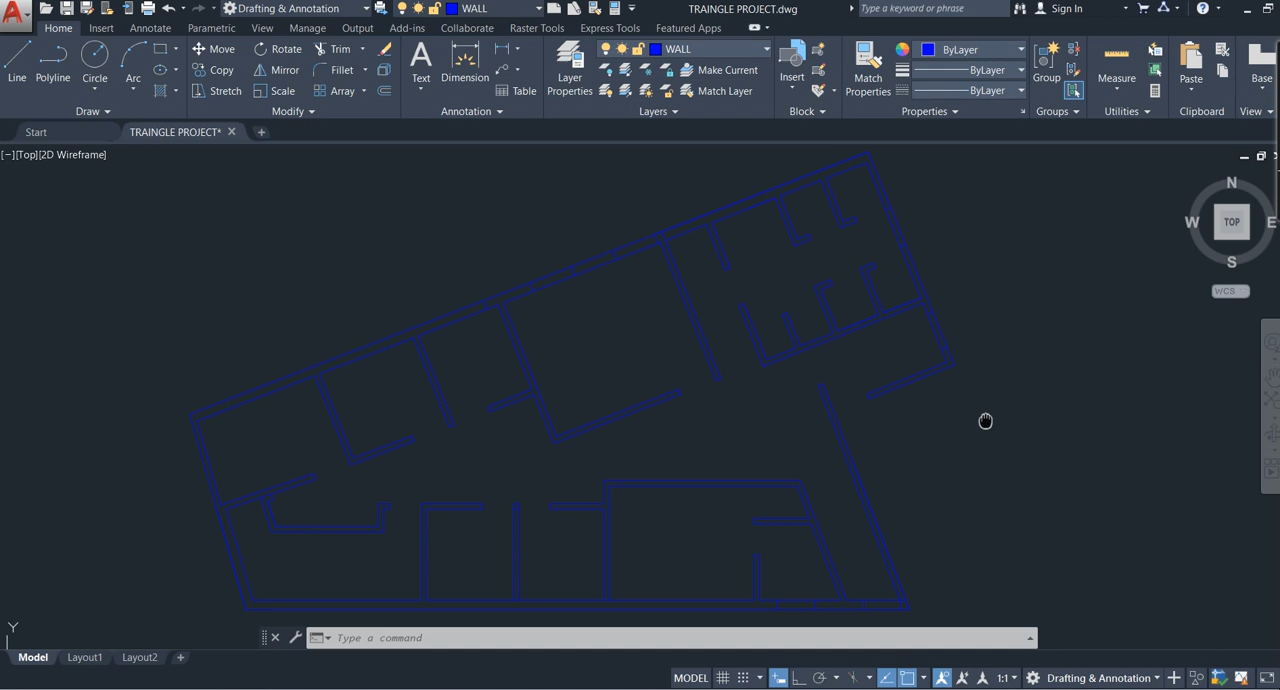 A Drafting & Annotation WALL TRAINGLE PROJECT.dwg Type a keyword or phrase Sign In ?
Home Insert Annotate Parametric View Manage Output Add-ins Collaborate Express Tools Raster Tools Featured Apps
Line Polyline Circle Arc Move Rotate Trim Text Dimension Layer Properties WALL Insert Match Properties ByLayer Group Measure Paste Base
Copy Mirror Fillet Make Current ByLayer
Stretch Scale Array Table Match Layer ByLayer
Draw Modify Annotation Layers Block Properties Groups Utilities Clipboard View
Start TRAINGLE PROJECT*
[−][Top][2D Wireframe]
N
W TOP E
S
WCS
Y
Type a command
Model Layout1 Layout2 +
MODEL 1:1 Drafting & Annotation